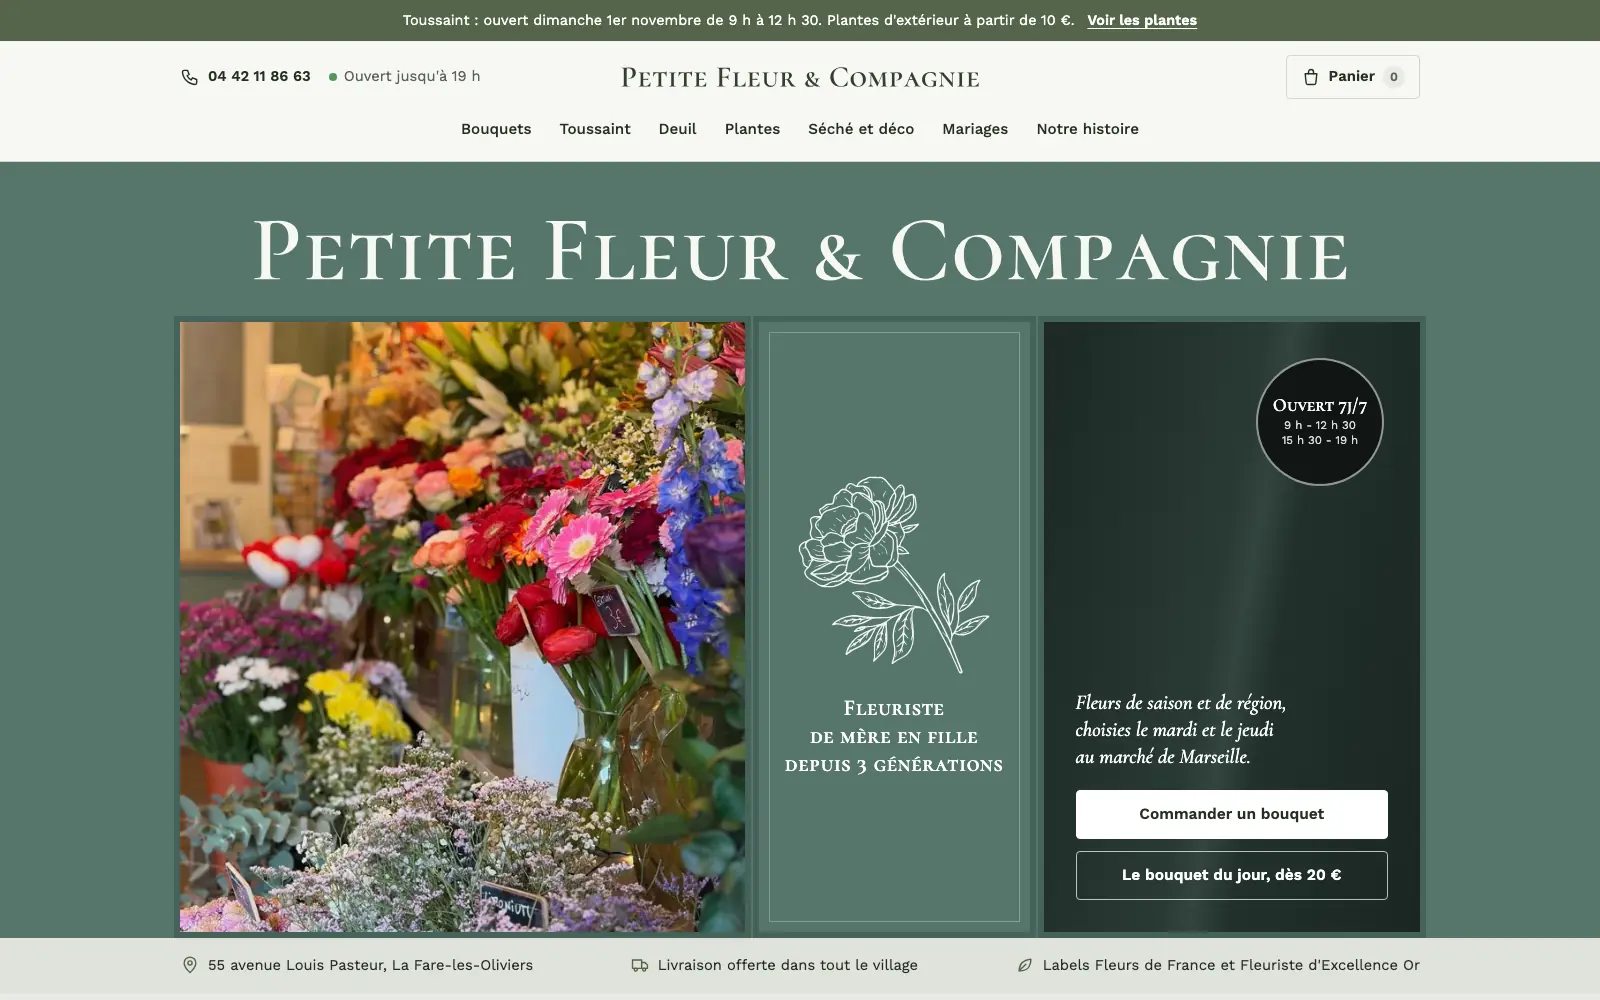 Toussaint : ouvert dimanche 1er novembre de 9 h à 12 h 30. Plantes d'extérieur à partir de 10 €. Voir les plantes
04 42 11 86 63 Ouvert jusqu'à 19 h
Petite Fleur & Compagnie
Panier 0
Bouquets Toussaint Deuil Plantes Séché et déco Mariages Notre histoire
Petite Fleur & Compagnie
Ouvert 7j/7
9 h - 12 h 30
15 h 30 - 19 h
Fleuriste
de mère en fille
depuis 3 générations
Fleurs de saison et de région,
choisies le mardi et le jeudi
au marché de Marseille.
Commander un bouquet
Le bouquet du jour, dès 20 €
55 avenue Louis Pasteur, La Fare-les-Oliviers
Livraison offerte dans tout le village
Labels Fleurs de France et Fleuriste d'Excellence Or